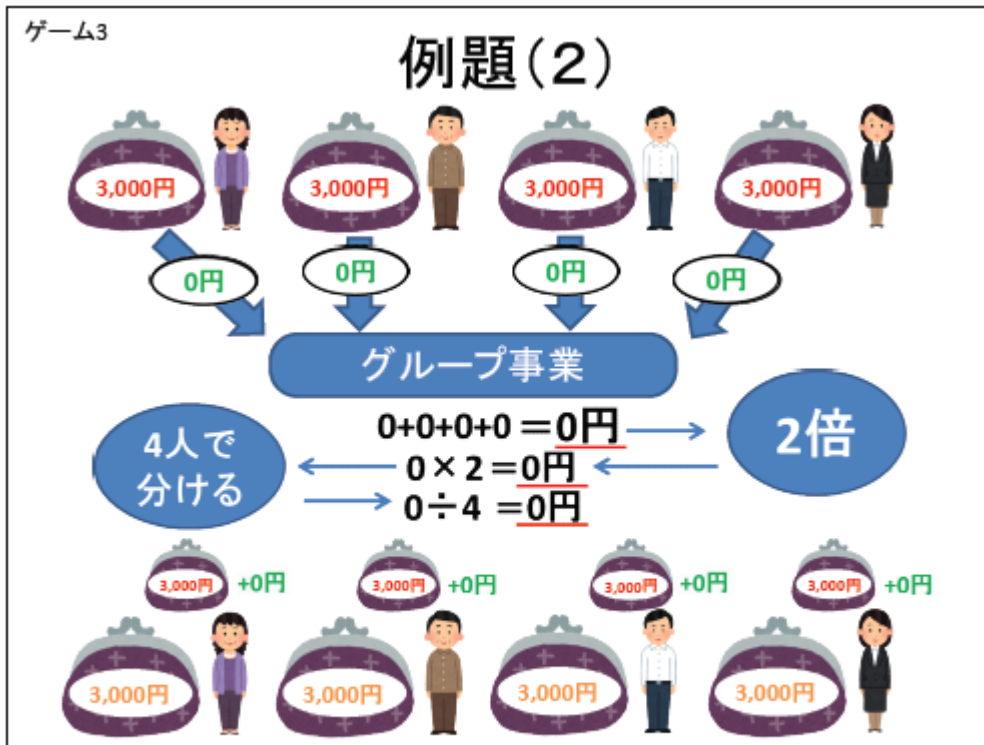 ゲーム3
例題(2)
3,000円
3,000円
3,000円
3,000円
0円
0円
0円
0円
グループ事業
0+0+0+0=0円
2倍
4人で
分ける
0×2=0円
0÷4=0円
3,000円 +0円
3,000円 +0円
3,000円 +0円
3,000円 +0円
3,000円
3,000円
3,000円
3,000円